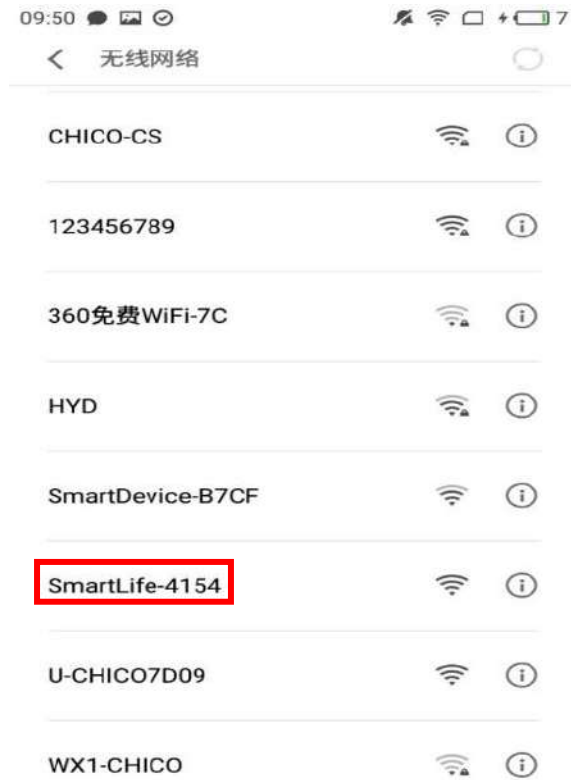 09:50 7
无线网络
CHICO-CS
123456789
360免费WiFi-7C
HYD
SmartDevice-B7CF
SmartLife-4154
U-CHICO7D09
WX1-CHICO